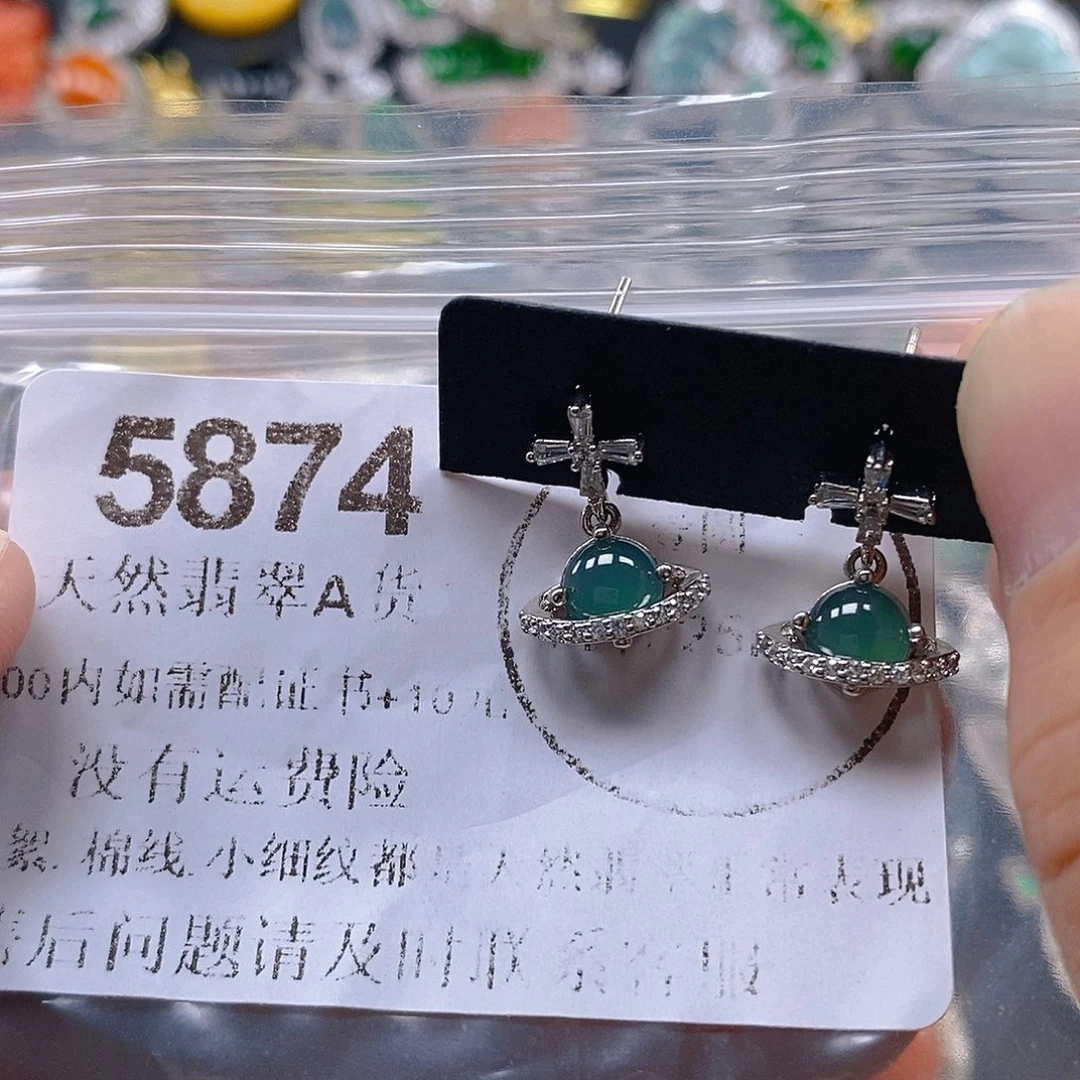 5874
天然翡翠A货
00内如需配证书+10元
没有运费险
絮.棉线.小细纹都是天然翡翠正常表现
售后问题请及时联系客服